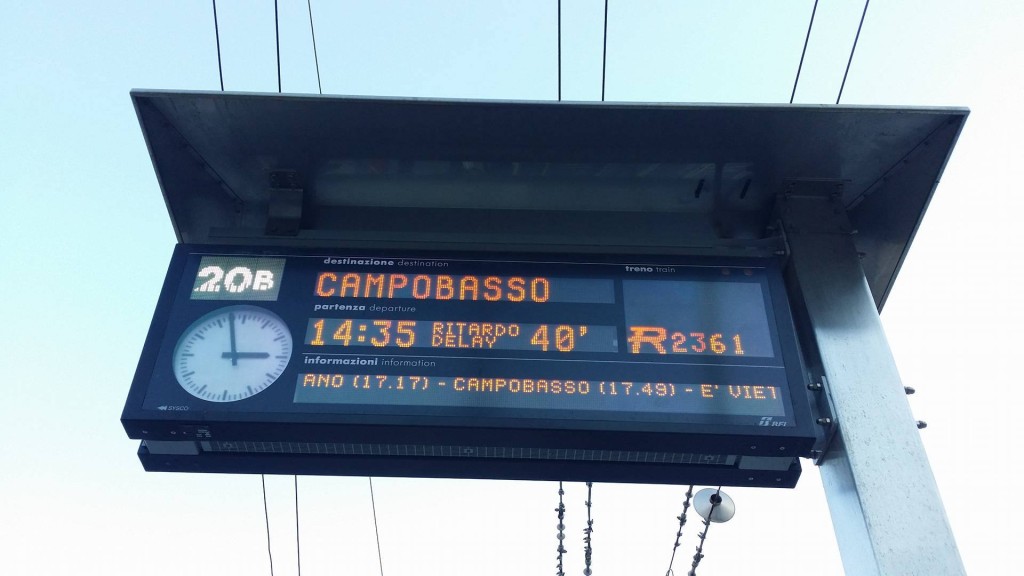 20B
destinazione destination
CAMPOBASSO
treno train
partenza departure
14:35 RITARDO DELAY 40'
R2361
informazioni information
ANO (17.17) - CAMPOBASSO (17.49) - E' VIET
SYSCO
RFI